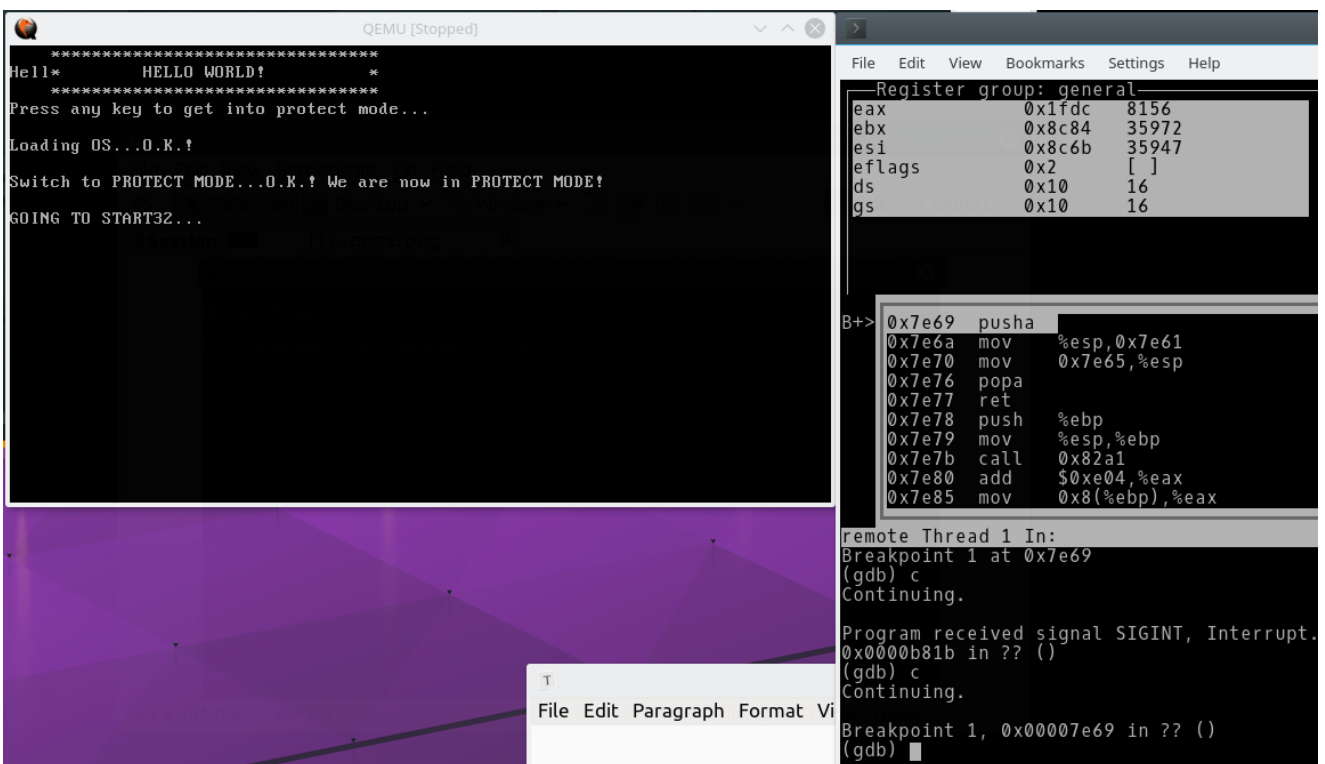 QEMU [Stopped]
*******************************
Hell* HELLO WORLD! *
*******************************
Press any key to get into protect mode...
Loading OS...O.K.!
Switch to PROTECT MODE...O.K.! We are now in PROTECT MODE!
GOING TO START32...
File Edit View Bookmarks Settings Help
Register group: general
eax 0x1fdc 8156
ebx 0x8c84 35972
esi 0x8c6b 35947
eflags 0x2 [ ]
ds 0x10 16
gs 0x10 16
B+> 0x7e69 pusha
0x7e6a mov %esp,0x7e61
0x7e70 mov 0x7e65,%esp
0x7e76 popa
0x7e77 ret
0x7e78 push %ebp
0x7e79 mov %esp,%ebp
0x7e7b call 0x82a1
0x7e80 add $0xe04,%eax
0x7e85 mov 0x8(%ebp),%eax
remote Thread 1 In:
Breakpoint 1 at 0x7e69
(gdb) c
Continuing.
Program received signal SIGINT, Interrupt.
0x0000b81b in ?? ()
(gdb) c
Continuing.
Breakpoint 1, 0x00007e69 in ?? ()
(gdb)
T
File Edit Paragraph Format Vi